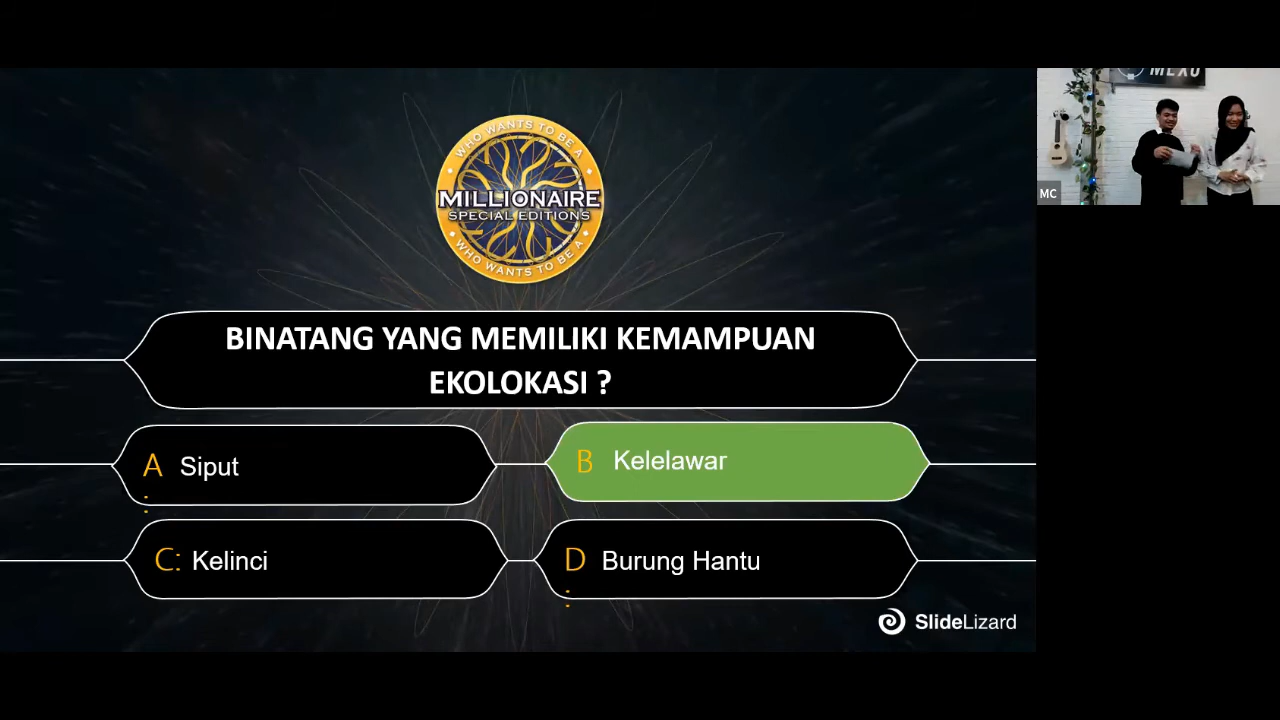 WHO WANTS TO BE A
MILLIONAIRE
SPECIAL EDITIONS
WHO WANTS TO BE A
BINATANG YANG MEMILIKI KEMAMPUAN
EKOLOKASI ?
A: Siput
B Kelelawar
C: Kelinci
D: Burung Hantu
SlideLizard
MC